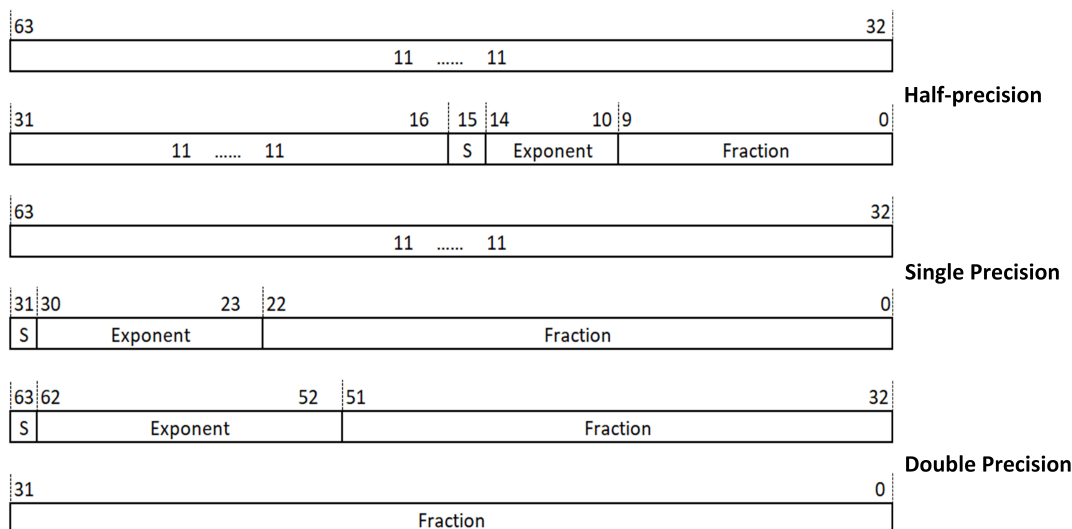 63 32
11 ...... 11
Half-precision
31 16 15 14 10 9 0
11 ...... 11 S Exponent Fraction
63 32
11 ...... 11
Single Precision
31 30 23 22 0
S Exponent Fraction
63 62 52 51 32
S Exponent Fraction
Double Precision
31 0
Fraction